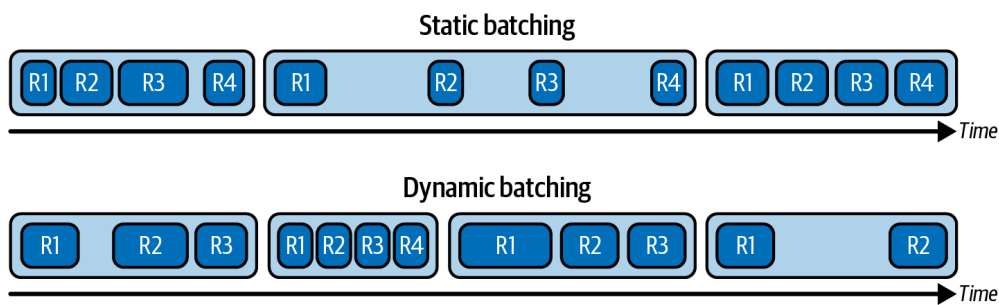 Static batching
R1 R2 R3 R4 R1 R2 R3 R4 R1 R2 R3 R4
Time
Dynamic batching
R1 R2 R3 R1 R2 R3 R4 R1 R2 R3 R1 R2
Time